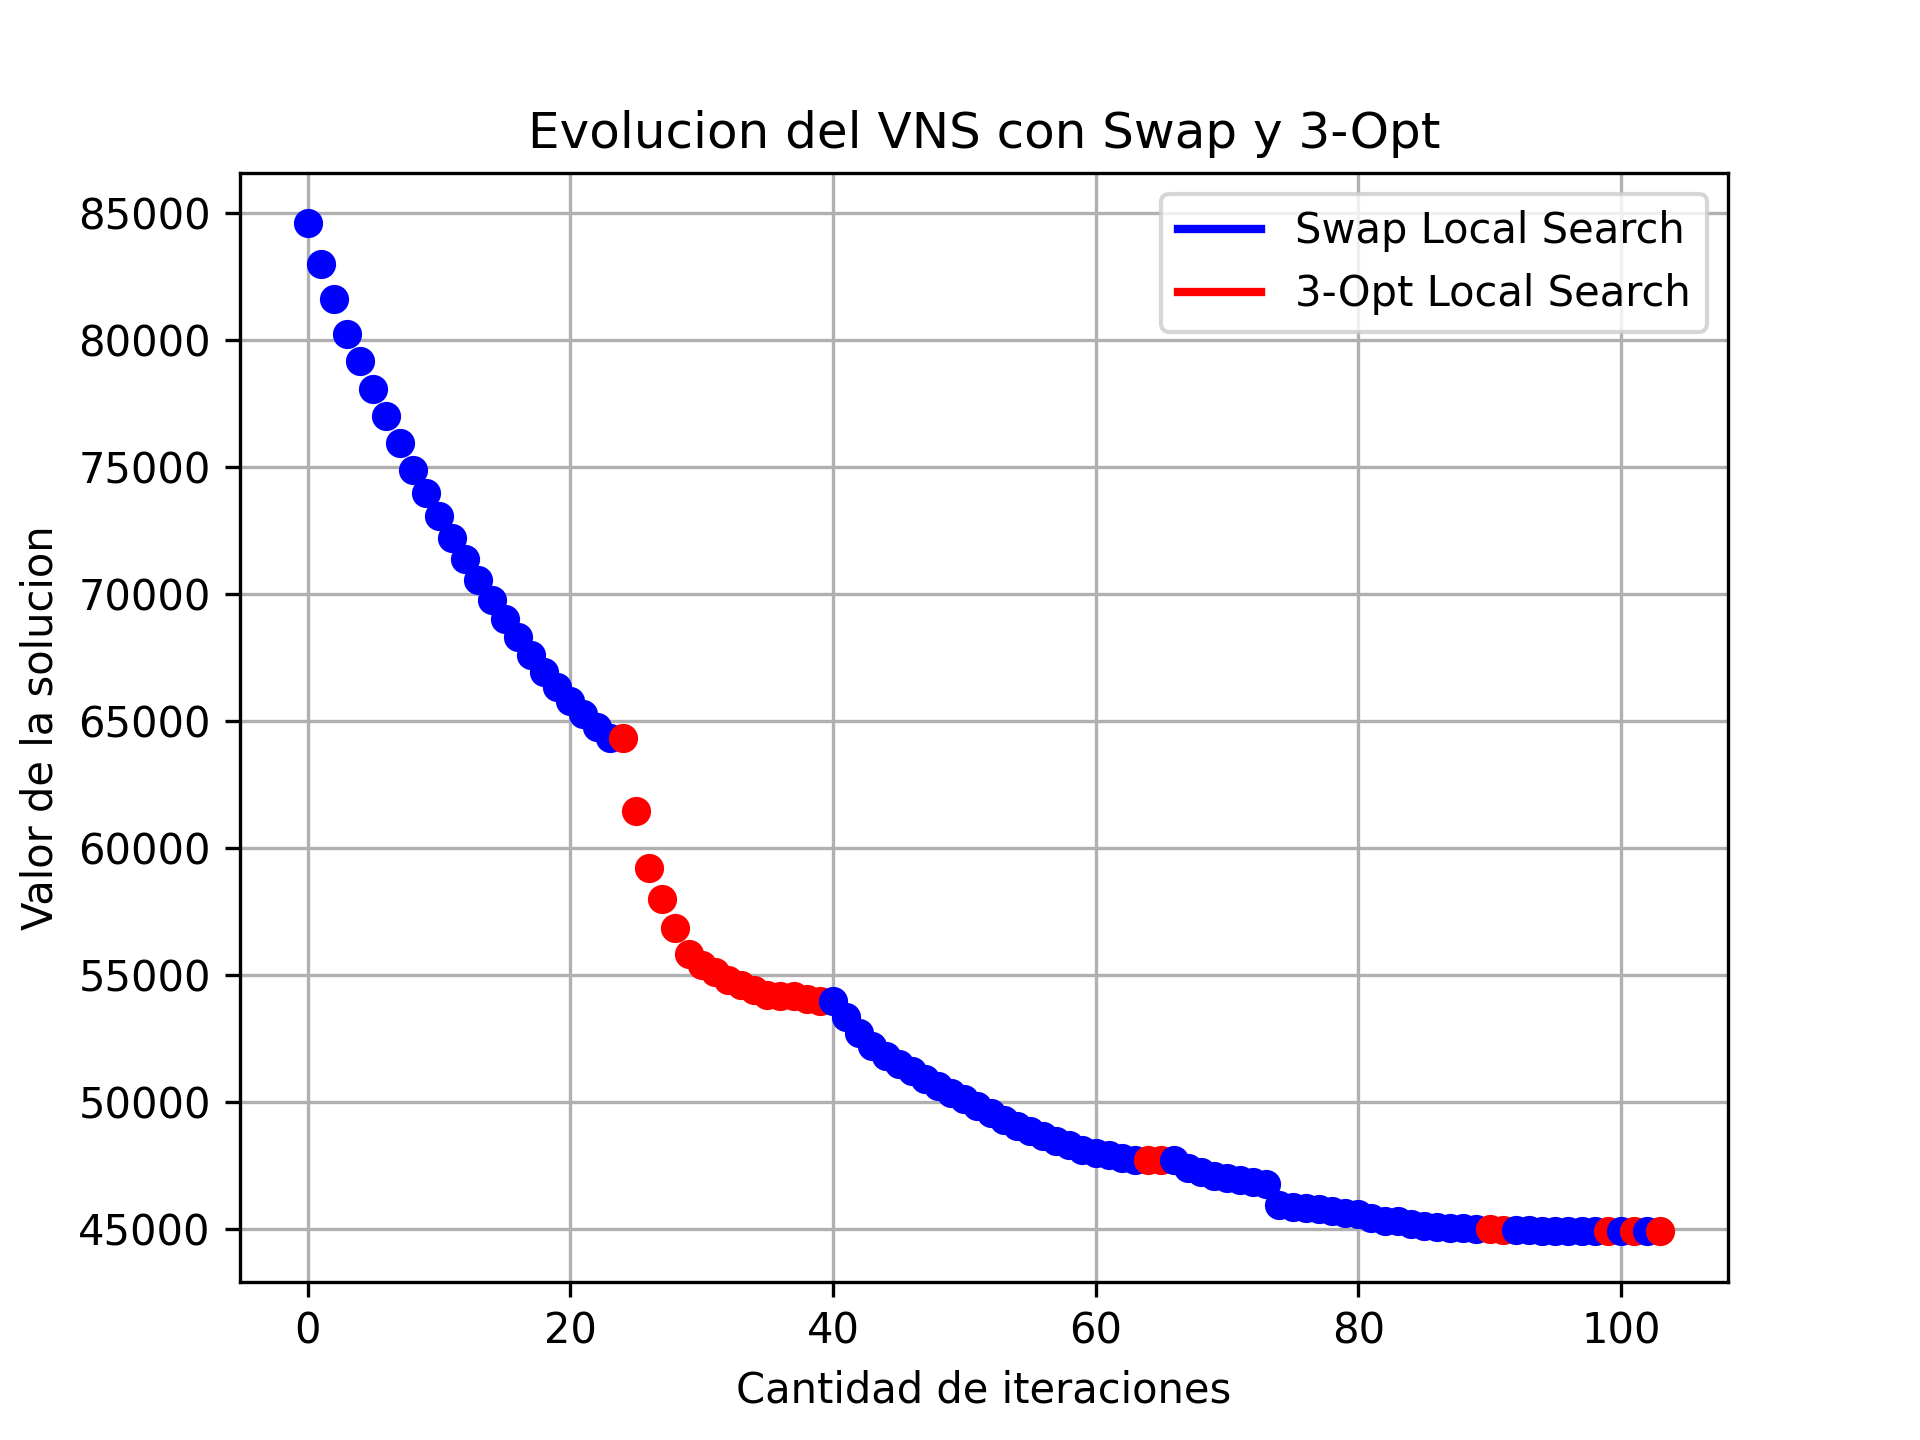 Evolucion del VNS con Swap y 3-Opt
Swap Local Search
3-Opt Local Search
Valor de la solucion
85000
80000
75000
70000
65000
60000
55000
50000
45000
0 20 40 60 80 100
Cantidad de iteraciones